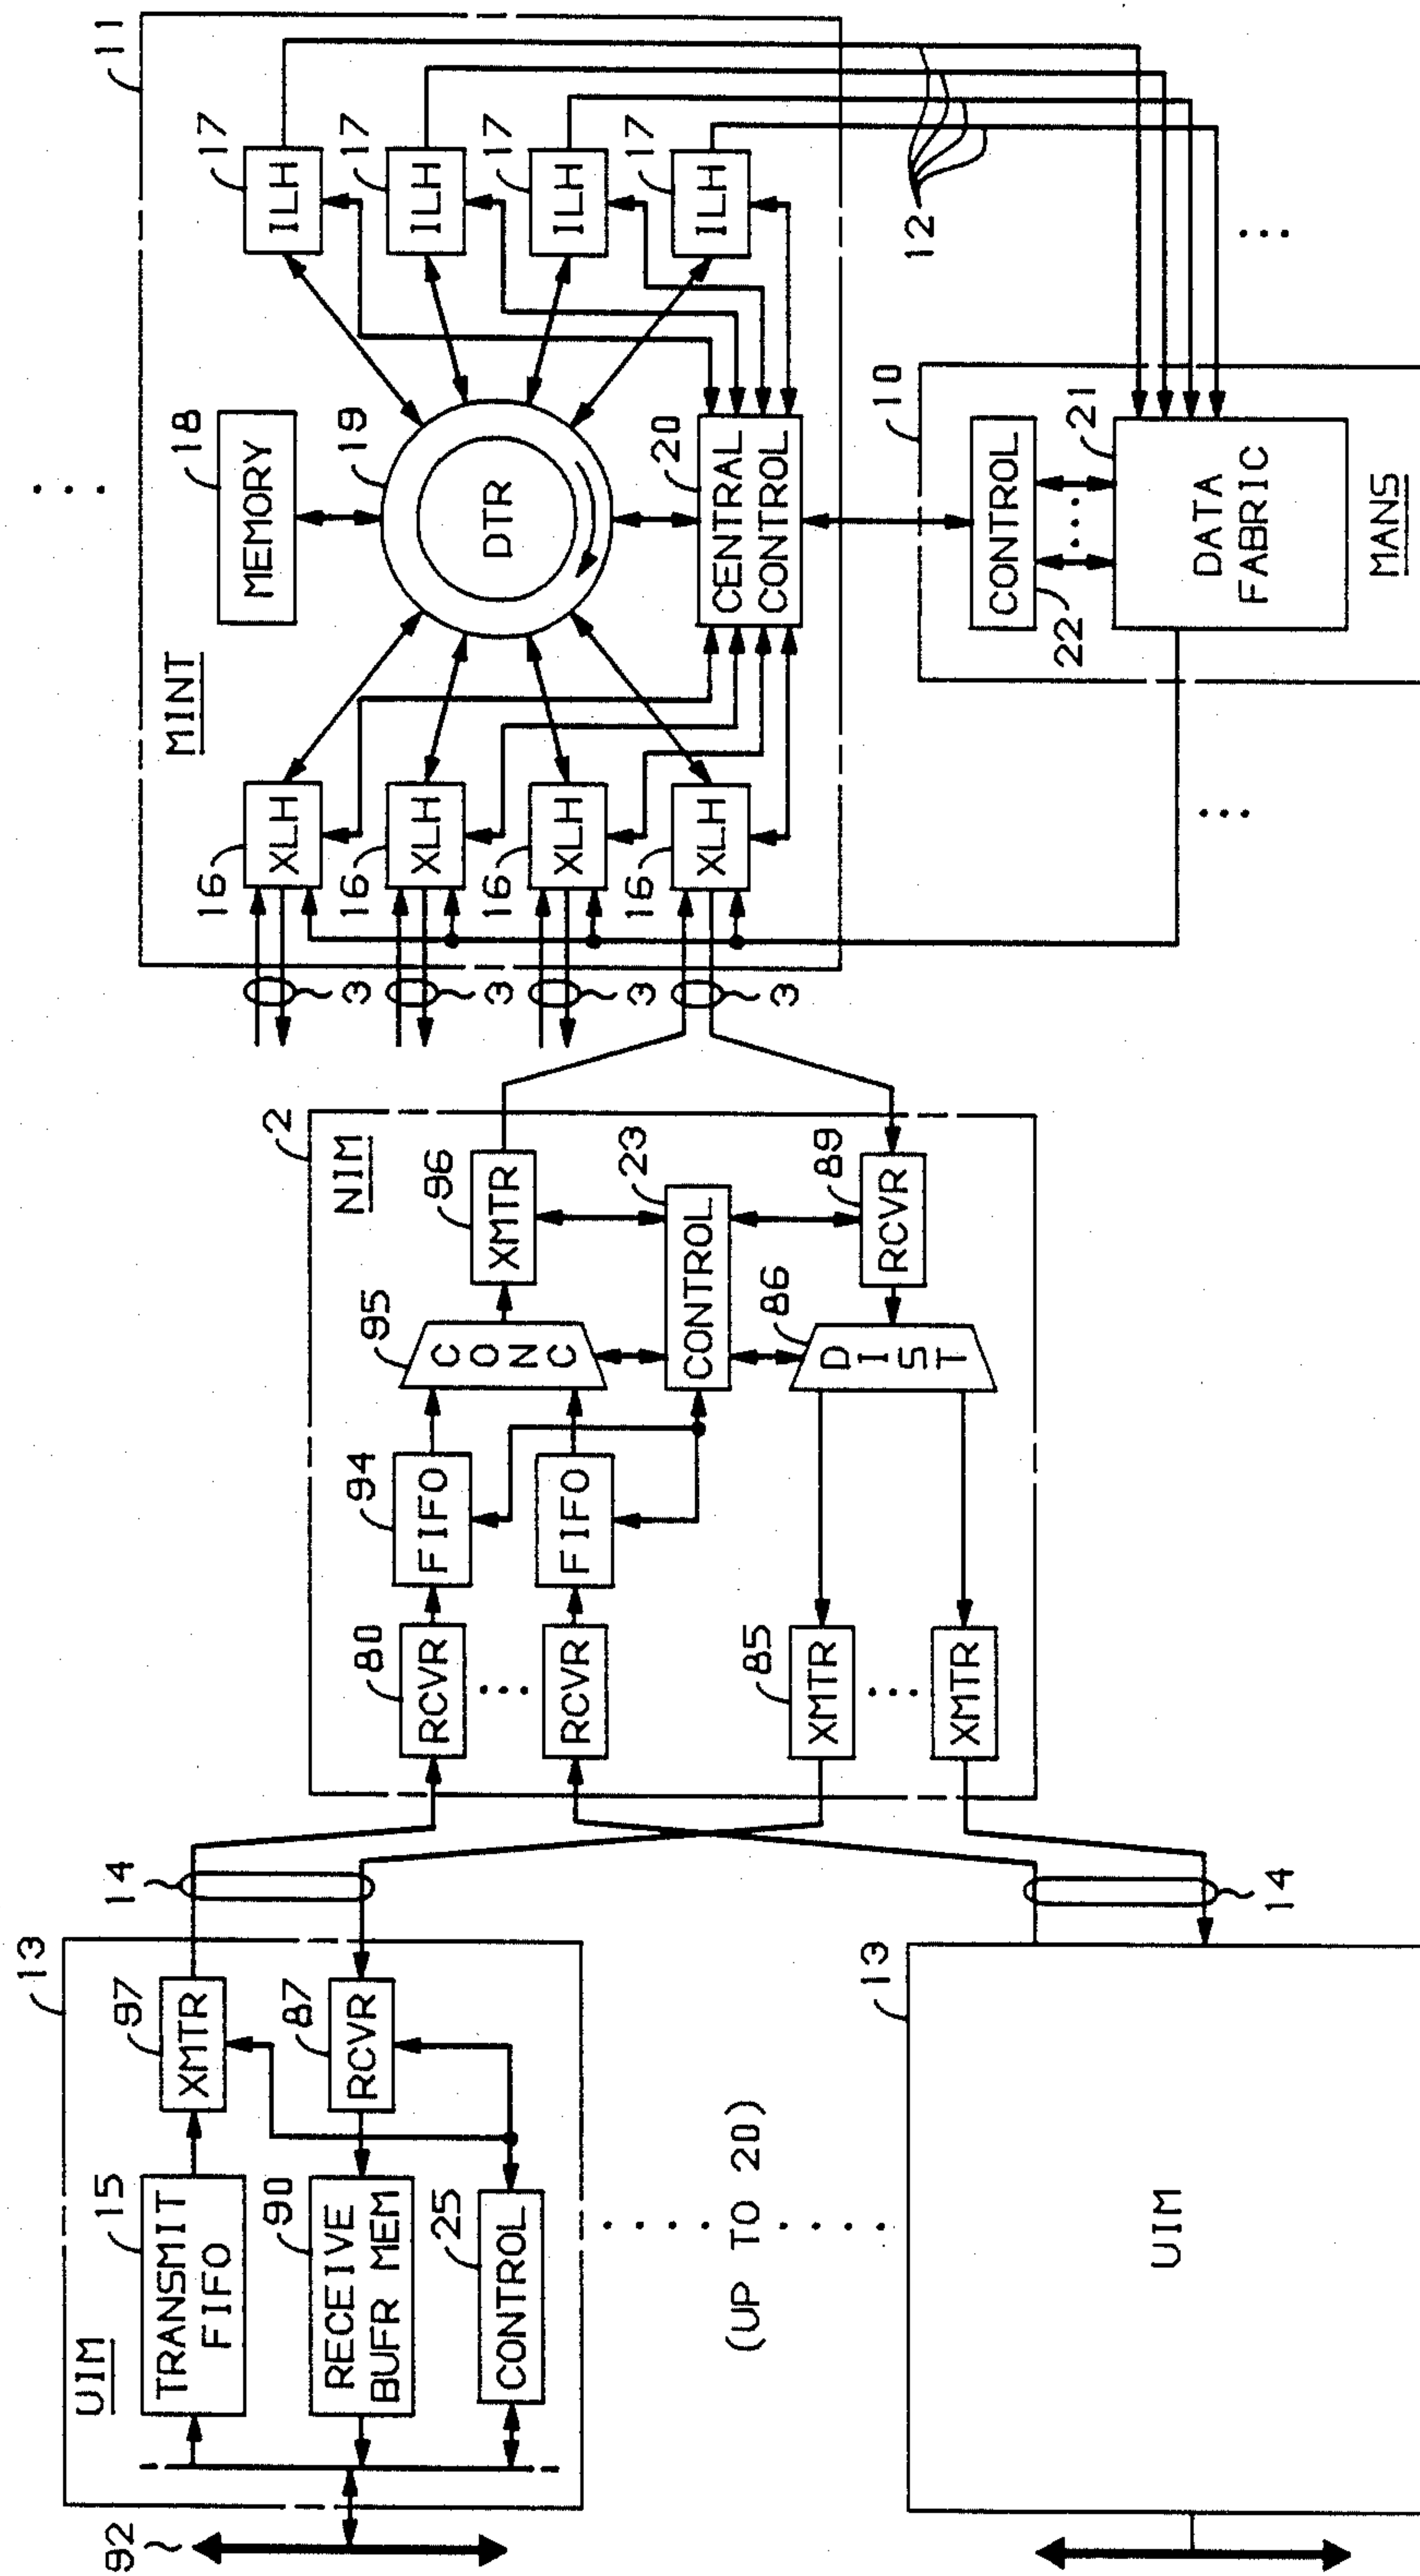 11
MINT
18
MEMORY
19
DTR
20
CENTRAL
CONTROL
16
XLH
16
XLH
16
XLH
16
XLH
17
ILH
17
ILH
17
ILH
17
ILH
3
3
3
3
12
10
CONTROL
22
21
DATA
FABRIC
MANS
2
NIM
80
RCVR
RCVR
94
FIFO
FIFO
95
CONC
96
XMTR
23
CONTROL
89
RCVR
86
DIST
85
XMTR
XMTR
14
14
13
UIM
15
TRANSMIT
FIFO
97
XMTR
90
RECEIVE
BUFR MEM
87
RCVR
25
CONTROL
92
(UP TO 20)
13
UIM